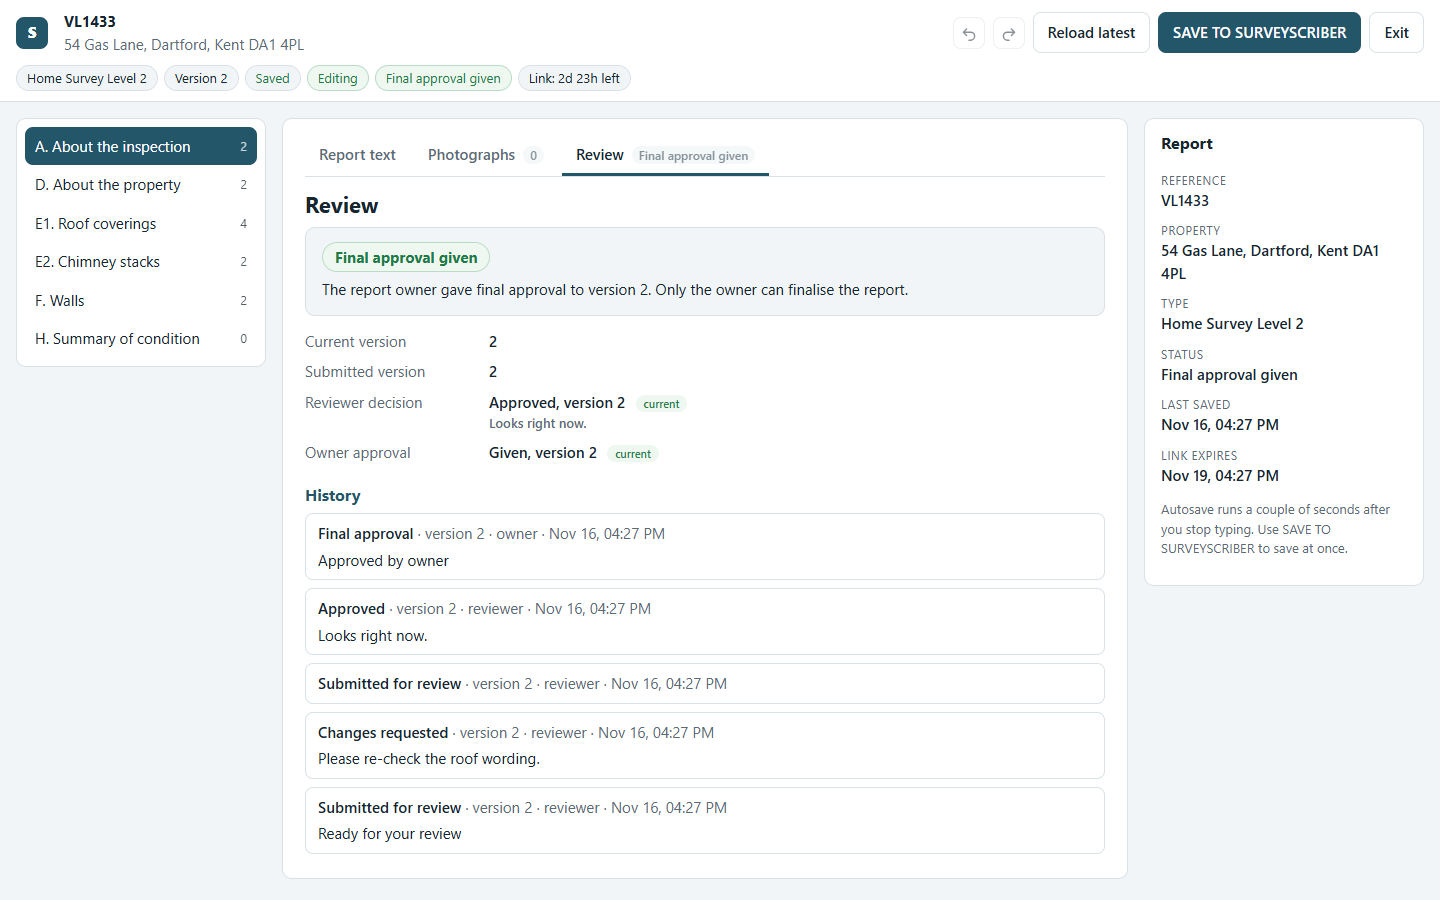 S
VL1433
54 Gas Lane, Dartford, Kent DA1 4PL
Reload latest
SAVE TO SURVEYSCRIBER
Exit
Home Survey Level 2
Version 2
Saved
Editing
Final approval given
Link: 2d 23h left
A. About the inspection 2
D. About the property 2
E1. Roof coverings 4
E2. Chimney stacks 2
F. Walls 2
H. Summary of condition 0
Report text
Photographs 0
Review Final approval given
Review
Final approval given
The report owner gave final approval to version 2. Only the owner can finalise the report.
Current version 2
Submitted version 2
Reviewer decision Approved, version 2 current
Looks right now.
Owner approval Given, version 2 current
History
Final approval · version 2 · owner · Nov 16, 04:27 PM
Approved by owner
Approved · version 2 · reviewer · Nov 16, 04:27 PM
Looks right now.
Submitted for review · version 2 · reviewer · Nov 16, 04:27 PM
Changes requested · version 2 · reviewer · Nov 16, 04:27 PM
Please re-check the roof wording.
Submitted for review · version 2 · reviewer · Nov 16, 04:27 PM
Ready for your review
Report
REFERENCE
VL1433
PROPERTY
54 Gas Lane, Dartford, Kent DA1
4PL
TYPE
Home Survey Level 2
STATUS
Final approval given
LAST SAVED
Nov 16, 04:27 PM
LINK EXPIRES
Nov 19, 04:27 PM
Autosave runs a couple of seconds after
you stop typing. Use SAVE TO
SURVEYSCRIBER to save at once.